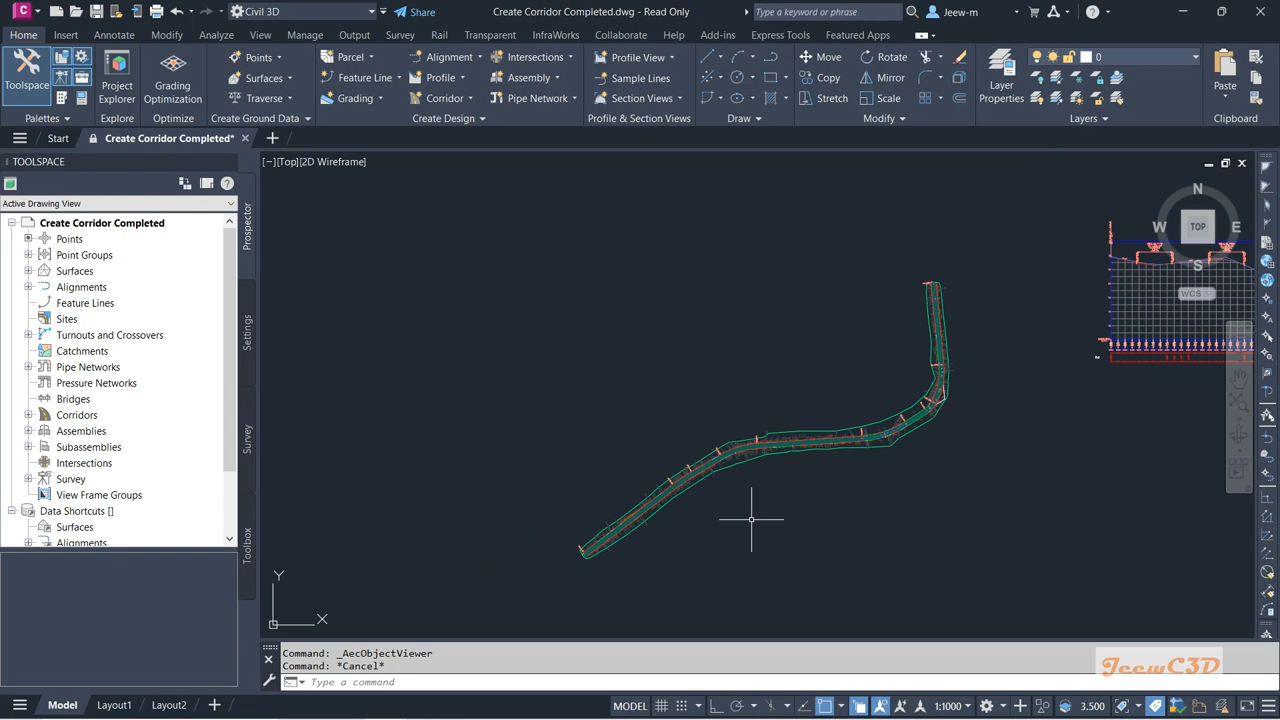 Civil 3D
Share
Create Corridor Completed.dwg - Read Only
Type a keyword or phrase
Jeew-m
Home Insert Annotate Modify Analyze View Manage Output Survey Rail Transparent InfraWorks Collaborate Help Add-ins Express Tools Featured Apps
Toolspace
Palettes
Project Explorer
Explore
Grading Optimization
Optimize
Points
Surfaces
Traverse
Create Ground Data
Parcel
Feature Line
Grading
Alignment
Profile
Corridor
Intersections
Assembly
Pipe Network
Create Design
Profile View
Sample Lines
Section Views
Profile & Section Views
Draw
Move
Copy
Stretch
Rotate
Mirror
Scale
Modify
Layer Properties
0
Layers
Paste
Clipboard
Start
Create Corridor Completed*
TOOLSPACE
Active Drawing View
Create Corridor Completed
Points
Point Groups
Surfaces
Alignments
Feature Lines
Sites
Turnouts and Crossovers
Catchments
Pipe Networks
Pressure Networks
Bridges
Corridors
Assemblies
Subassemblies
Intersections
Survey
View Frame Groups
Data Shortcuts []
Surfaces
Alignments
Prospector
Settings
Survey
Toolbox
[−][Top][2D Wireframe]
N
W
TOP
E
S
WCS
Y
X
Command: _AecObjectViewer
Command: *Cancel*
Type a command
JeewC3D
Model
Layout1
Layout2
MODEL
1:1000
3.500